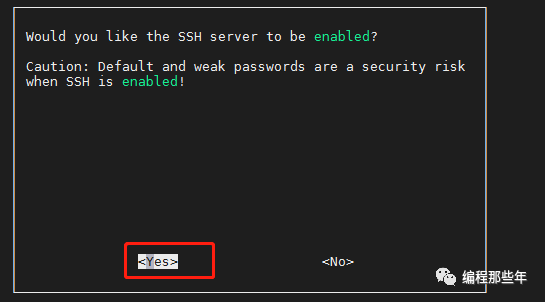 Would you like the SSH server to be enabled?
Caution: Default and weak passwords are a security risk
when SSH is enabled!
<Yes> <No>
编程那些年